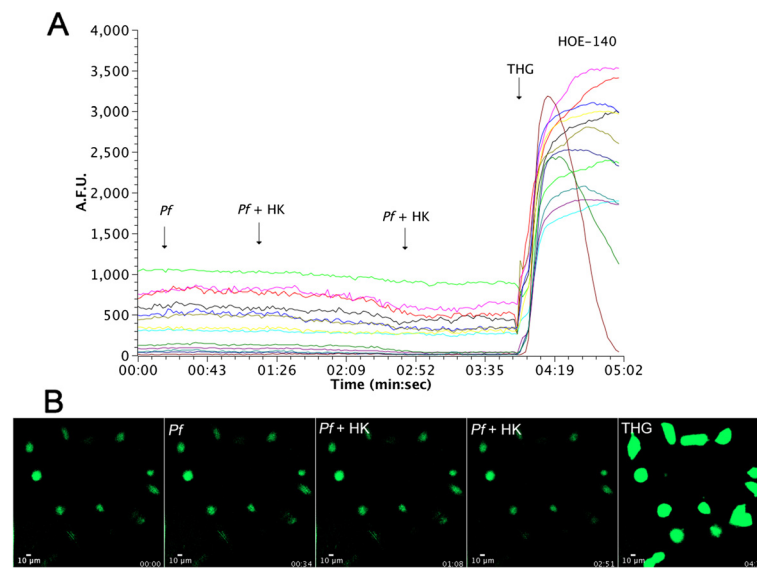 A
HOE-140
THG
Pf
Pf + HK
Pf + HK
A.F.U.
4,000
3,500
3,000
2,500
2,000
1,500
1,000
500
0
00:00 00:43 01:26 02:09 02:52 03:35 04:19 05:02
Time (min:sec)
B
Pf
Pf + HK
Pf + HK
THG
10 µm 00:00
10 µm 00:34
10 µm 01:08
10 µm 02:51
10 µm